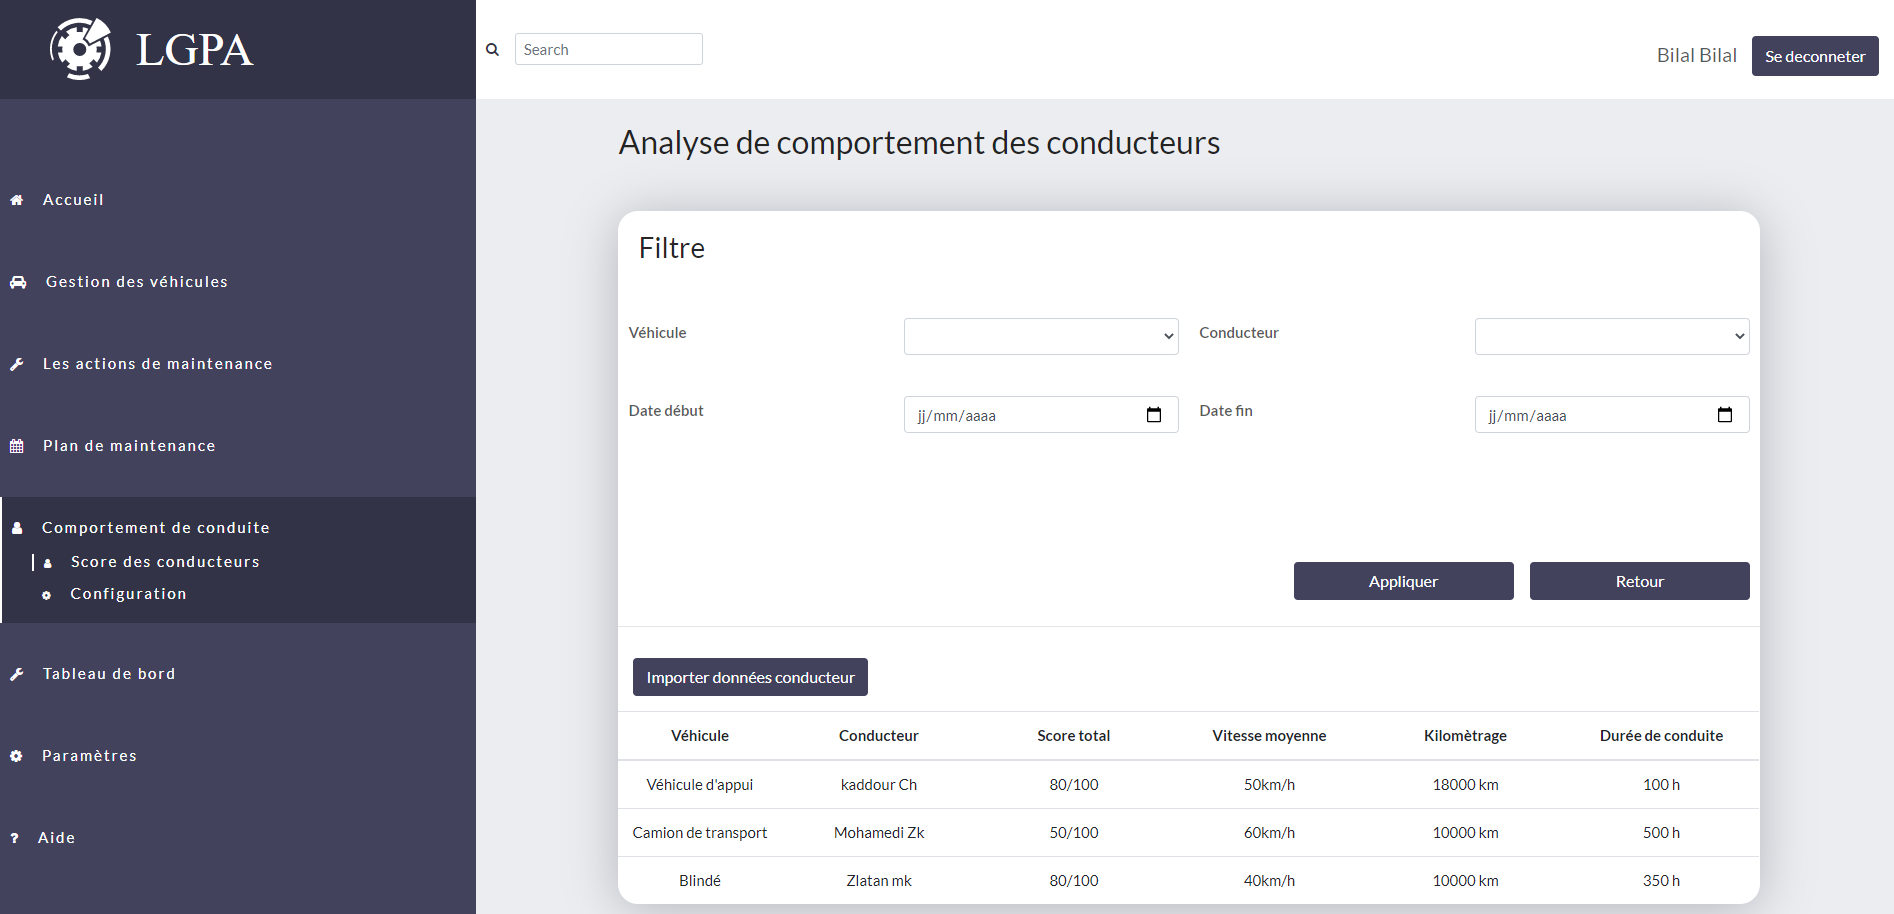 LGPA
Search
Bilal Bilal
Se deconneter
Accueil
Gestion des véhicules
Les actions de maintenance
Plan de maintenance
Comportement de conduite
Score des conducteurs
Configuration
Tableau de bord
Paramètres
? Aide
Analyse de comportement des conducteurs
Filtre
Véhicule
Conducteur
Date début jj/mm/aaaa
Date fin jj/mm/aaaa
Appliquer
Retour
Importer données conducteur
Véhicule Conducteur Score total Vitesse moyenne Kilomètrage Durée de conduite
Véhicule d'appui kaddour Ch 80/100 50km/h 18000 km 100 h
Camion de transport Mohamedi Zk 50/100 60km/h 10000 km 500 h
Blindé Zlatan mk 80/100 40km/h 10000 km 350 h